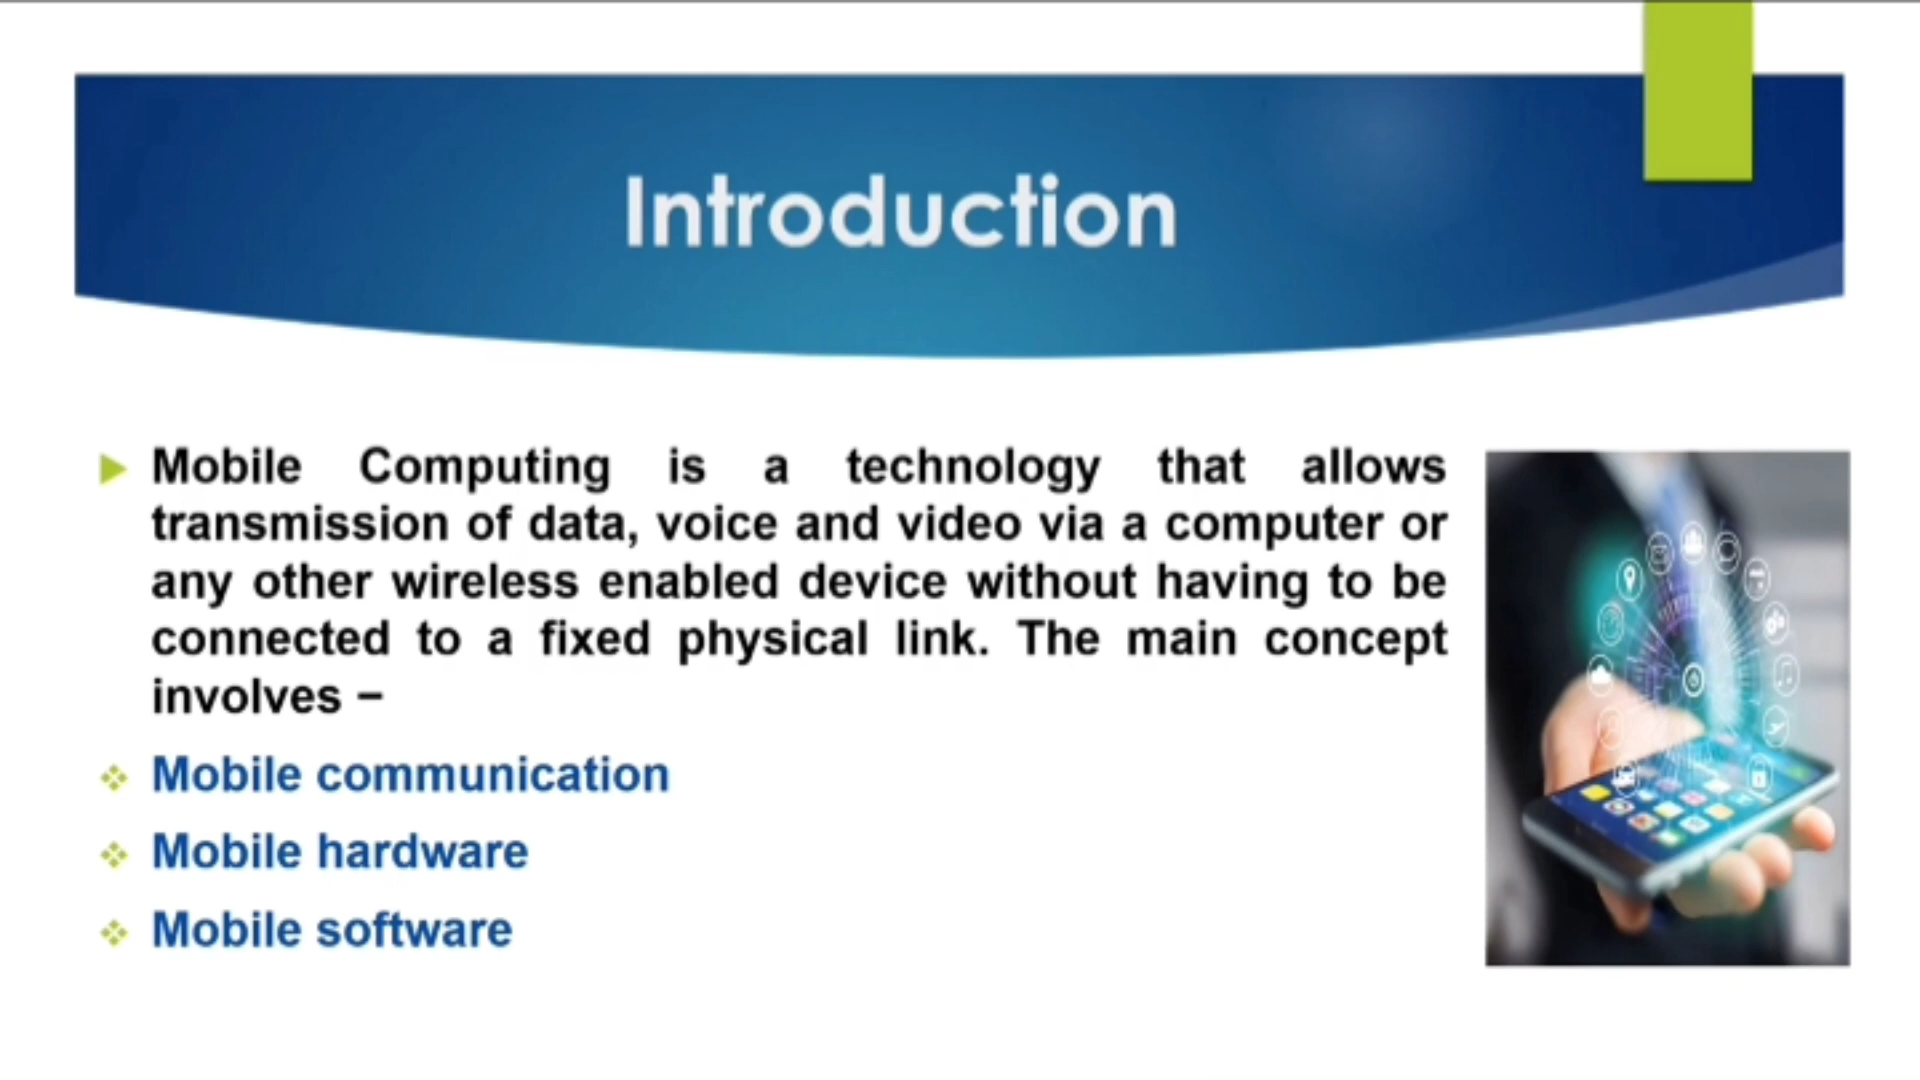 Introduction
Mobile Computing is a technology that allows
transmission of data, voice and video via a computer or
any other wireless enabled device without having to be
connected to a fixed physical link. The main concept
involves –
Mobile communication
Mobile hardware
Mobile software